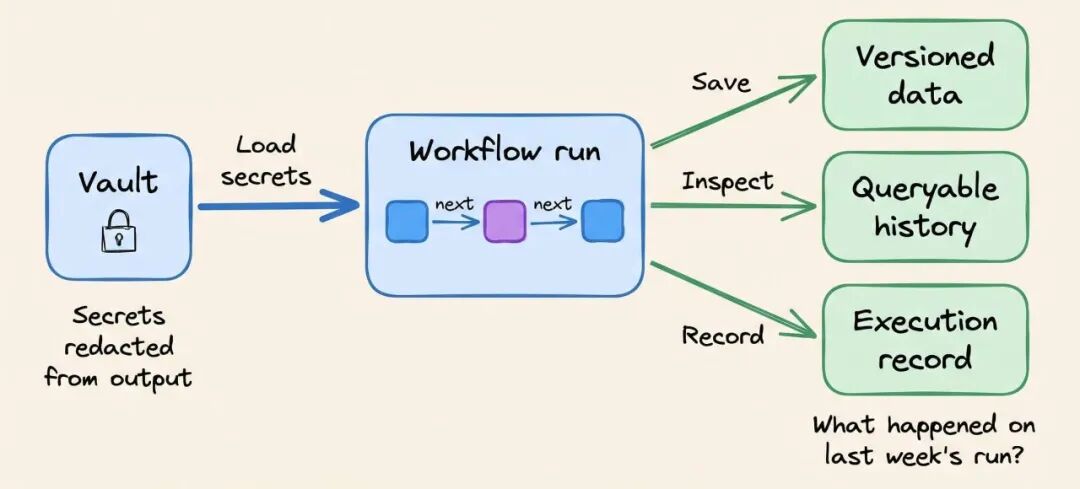 Vault
Secrets
redacted
from output
Load
secrets
Workflow run
next
next
Save
Inspect
Record
Versioned
data
Queryable
history
Execution
record
What happened on
last week's run?